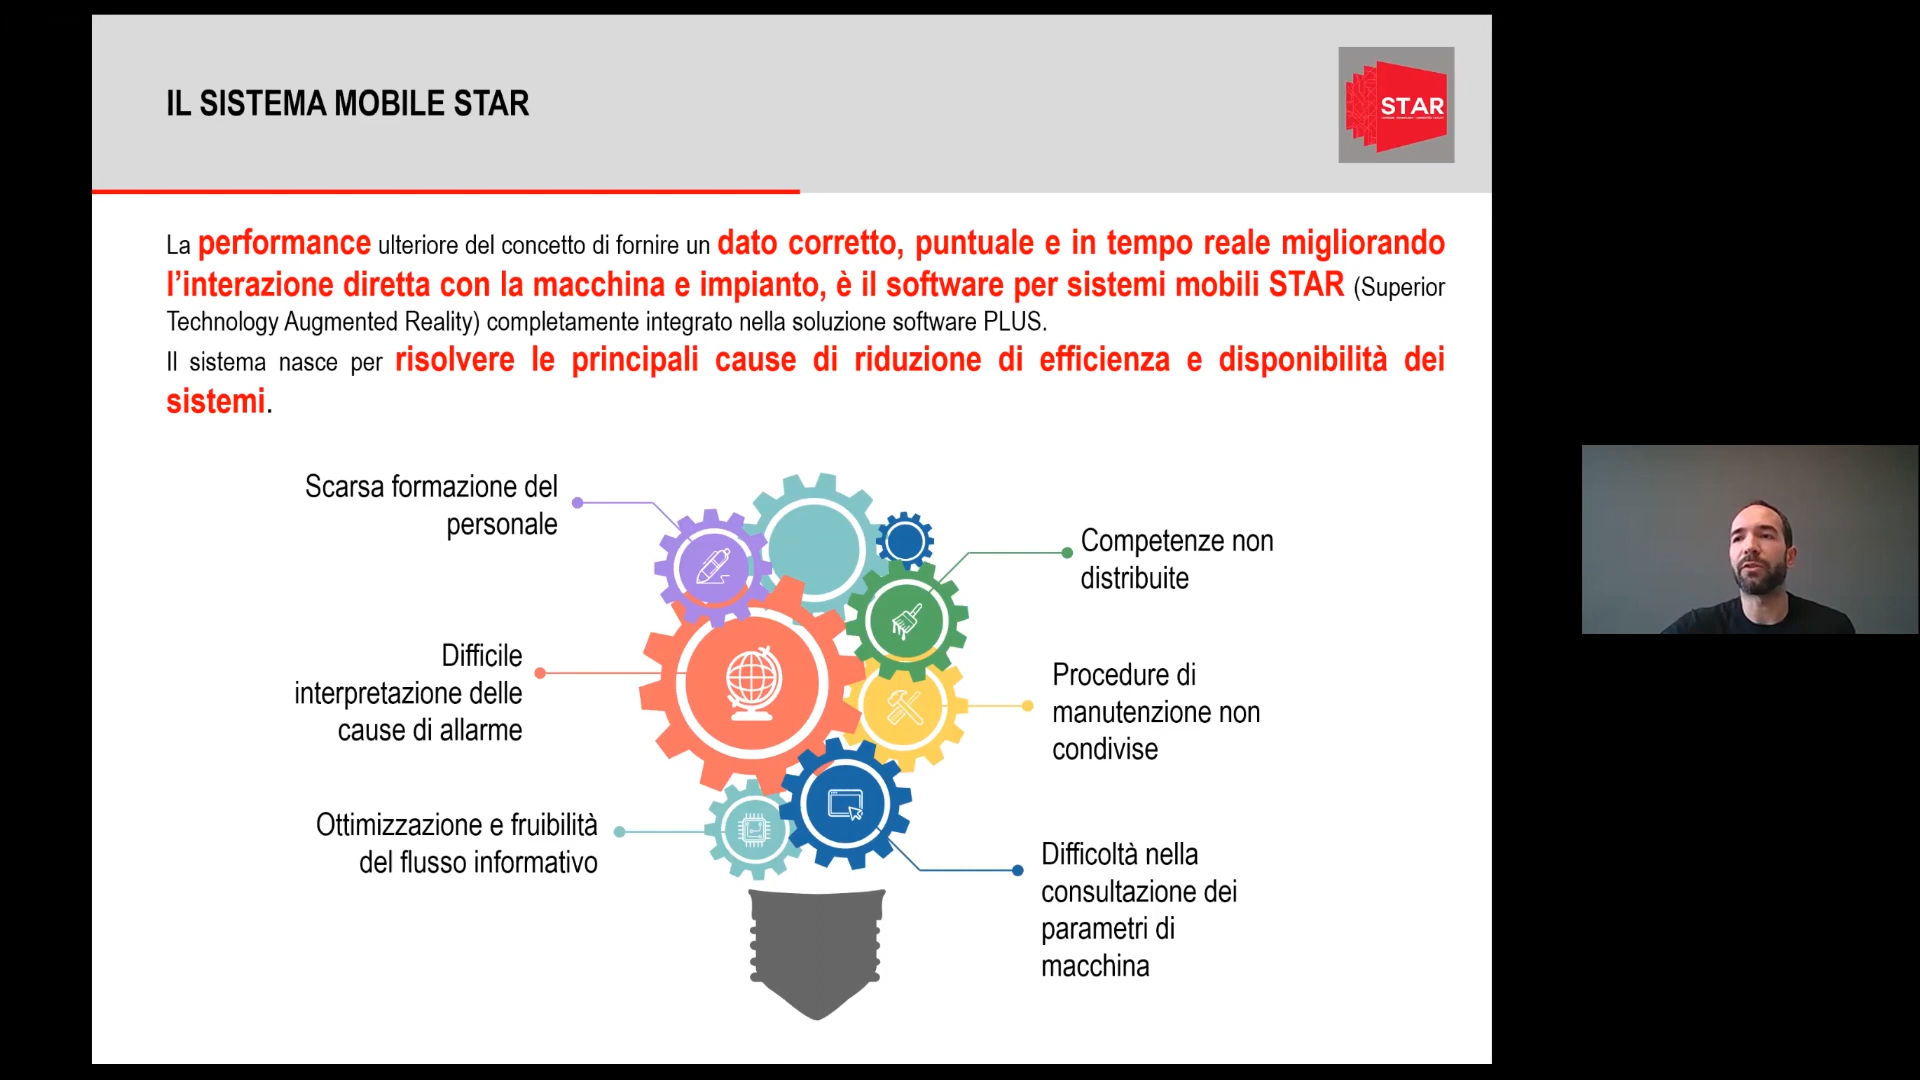 IL SISTEMA MOBILE STAR
STAR
La performance ulteriore del concetto di fornire un dato corretto, puntuale e in tempo reale migliorando
l’interazione diretta con la macchina e impianto, è il software per sistemi mobili STAR (Superior
Technology Augmented Reality) completamente integrato nella soluzione software PLUS.
Il sistema nasce per risolvere le principali cause di riduzione di efficienza e disponibilità dei
sistemi.
Scarsa formazione del
personale
Competenze non
distribuite
Difficile
interpretazione delle
cause di allarme
Procedure di
manutenzione non
condivise
Ottimizzazione e fruibilità
del flusso informativo
Difficoltà nella
consultazione dei
parametri di
macchina